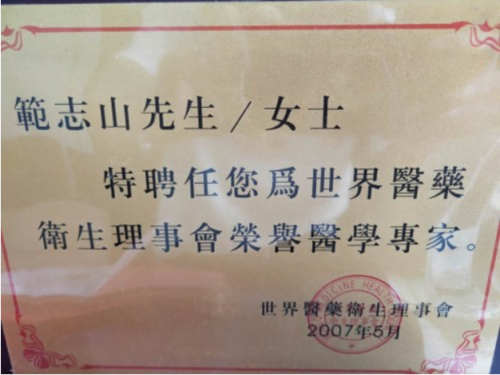 範志山先生/女士
特聘任您爲世界醫藥
衛生理事會榮譽醫學專家。
世界醫藥衛生理事會
2007年5月